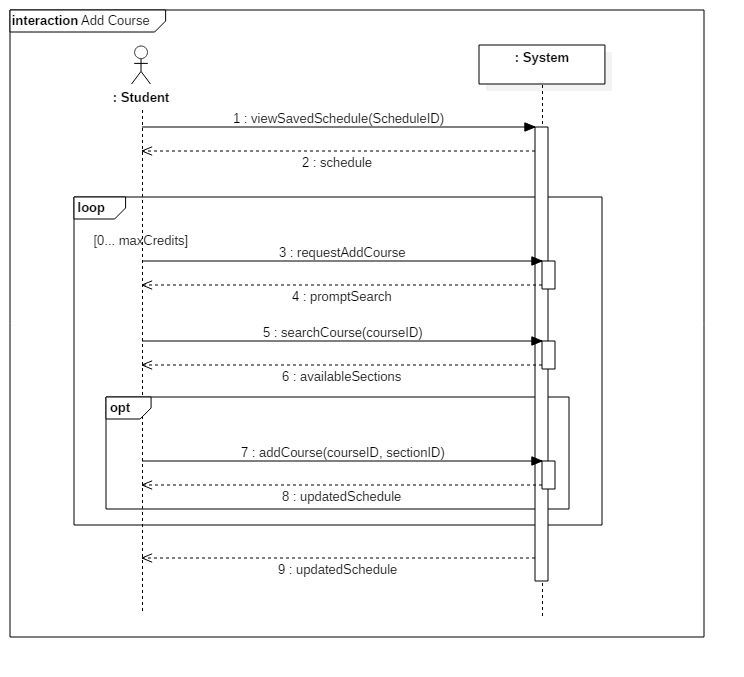 interaction Add Course
: Student
: System
1 : viewSavedSchedule(ScheduleID)
2 : schedule
loop
[0... maxCredits]
3 : requestAddCourse
4 : promptSearch
5 : searchCourse(courseID)
6 : availableSections
opt
7 : addCourse(courseID, sectionID)
8 : updatedSchedule
9 : updatedSchedule